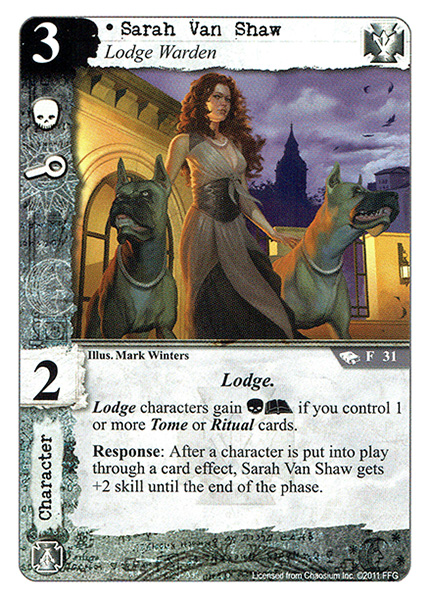 3
• Sarah Van Shaw
Lodge Warden
Illus. Mark Winters
F 31
2
Lodge.
Lodge characters gain if you control 1
or more Tome or Ritual cards.
Response: After a character is put into play
through a card effect, Sarah Van Shaw gets
+2 skill until the end of the phase.
Character
Licensed from Chaosium Inc. ©2011 FFG